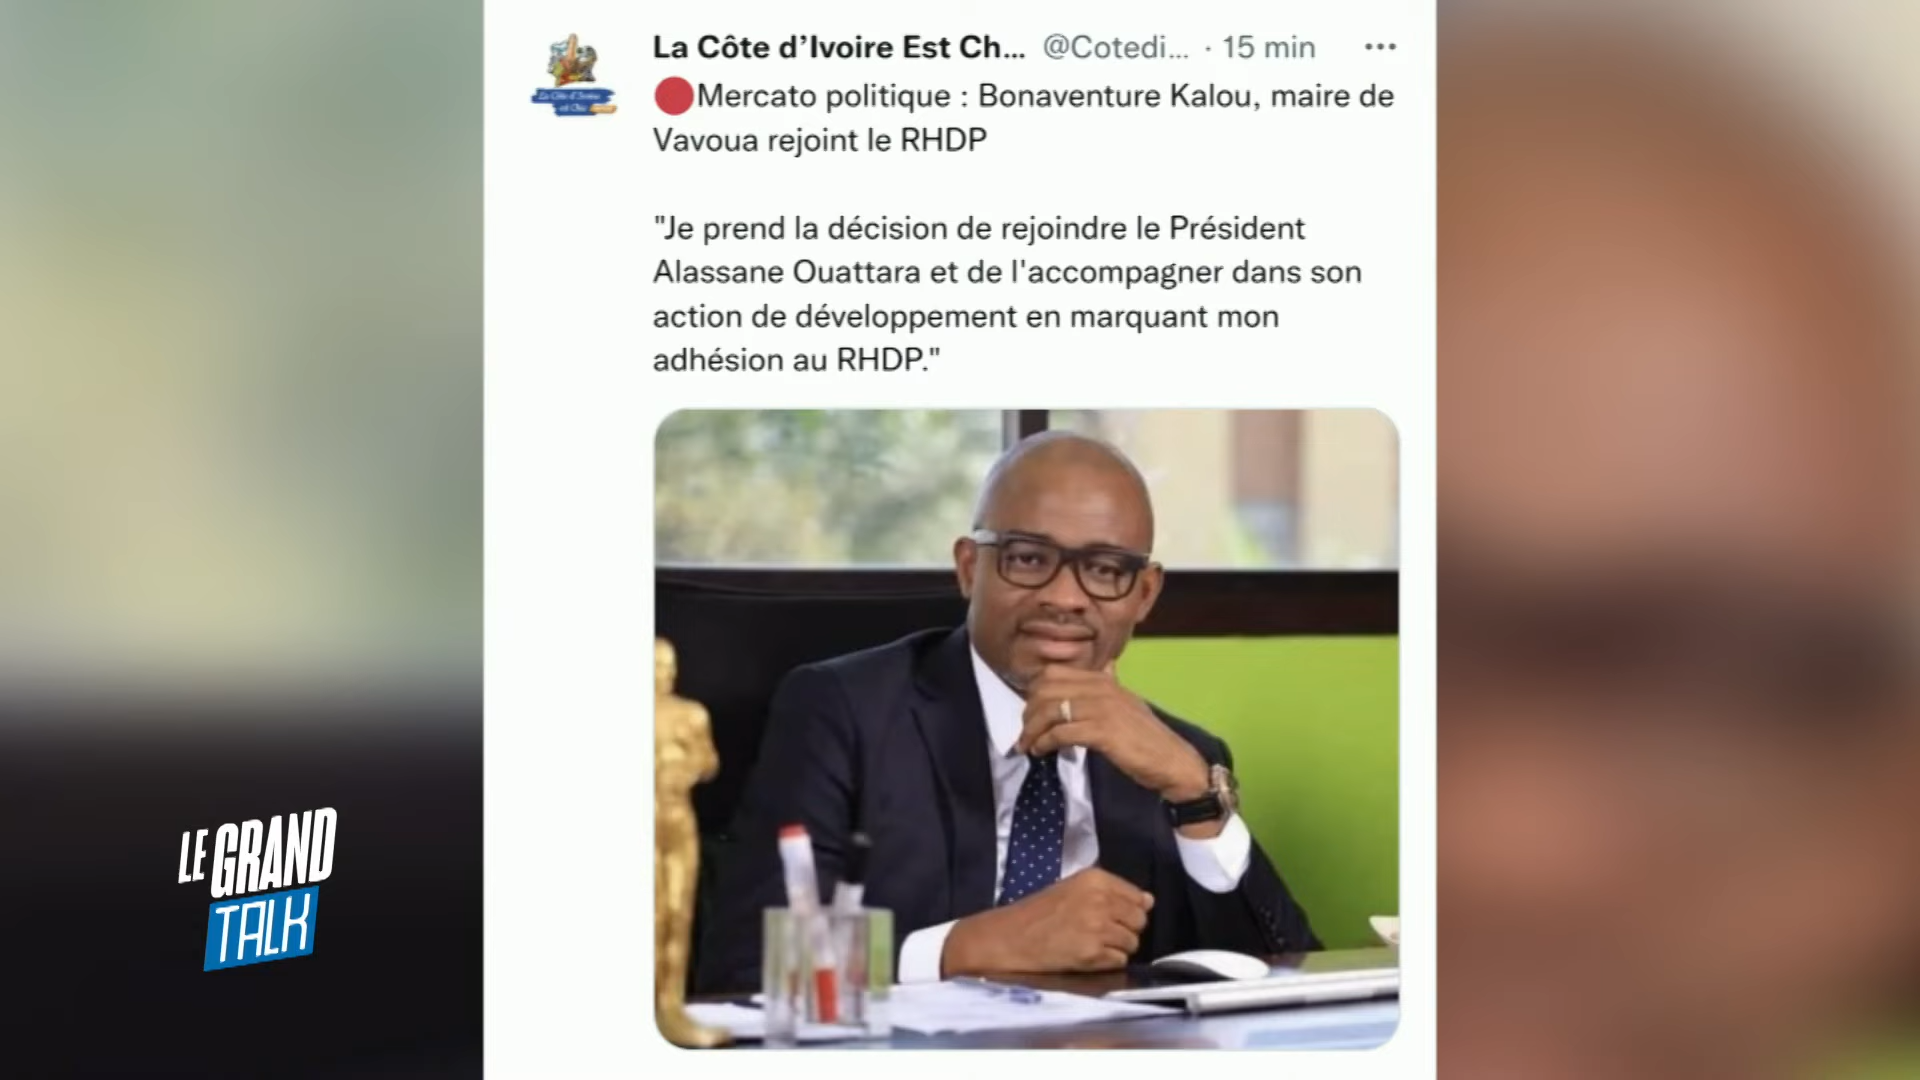 La Côte d’Ivoire Est Ch... @Cotedi... · 15 min
🔴Mercato politique : Bonaventure Kalou, maire de
Vavoua rejoint le RHDP
"Je prend la décision de rejoindre le Président
Alassane Ouattara et de l'accompagner dans son
action de développement en marquant mon
adhésion au RHDP."
LE GRAND
TALK